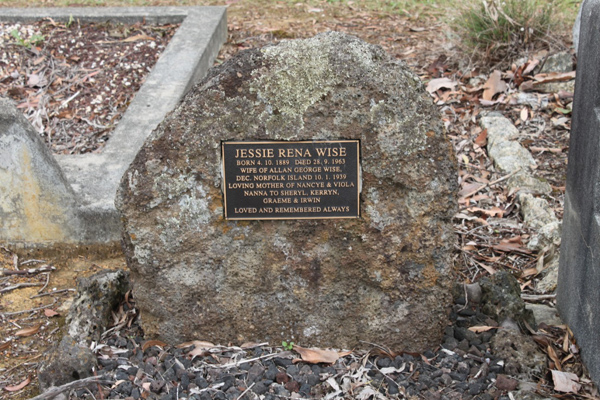 JESSIE RENA WISE
BORN 4. 10. 1889 DIED 28. 9. 1963
WIFE OF ALLAN GEORGE WISE,
DEC. NORFOLK ISLAND 10. 1. 1939
LOVING MOTHER OF NANCYE & VIOLA
NANNA TO SHERYL, KERRYN,
GRAEME & IRWIN
LOVED AND REMEMBERED ALWAYS